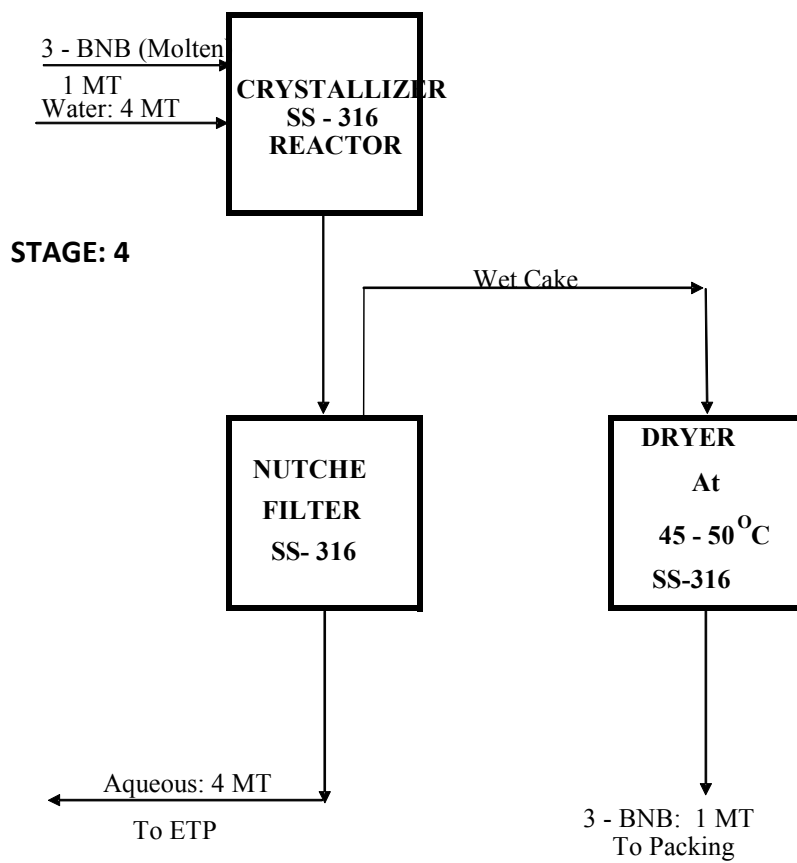 3 - BNB (Molten)
1 MT
Water: 4 MT
CRYSTALLIZER
SS - 316
REACTOR
STAGE: 4
Wet Cake
NUTCHE
FILTER
SS- 316
DRYER
At
45 - 50°C
SS-316
Aqueous: 4 MT
To ETP
3 - BNB: 1 MT
To Packing